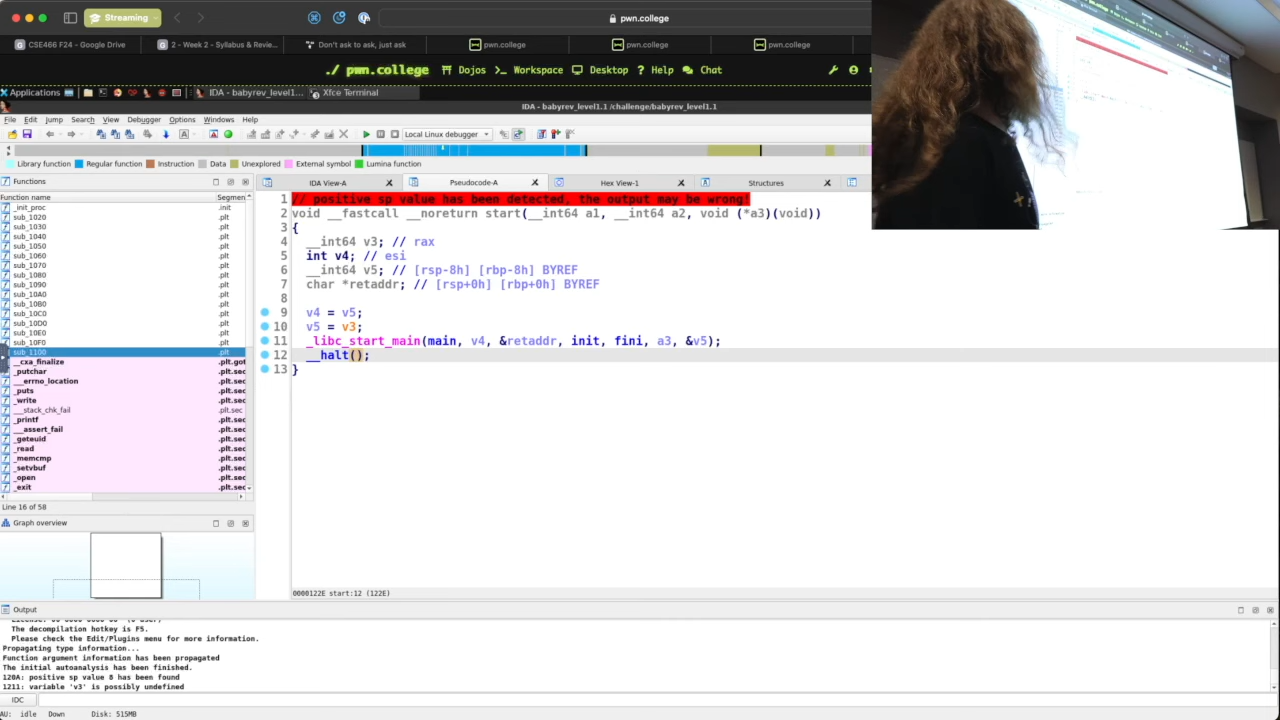 Streaming
pwn.college
CSE466 F24 - Google Drive
2 - Week 2 - Syllabus & Revie...
Don't ask to ask, just ask
pwn.college
pwn.college
pwn.college
./ pwn.college
Dojos
Workspace
Desktop
Help
Chat
Applications
IDA - babyrev_level1...
Xfce Terminal
IDA - babyrev_level1.1 /challenge/babyrev_level1.1
File Edit Jump Search View Debugger Options Windows Help
Local Linux debugger
Library function Regular function Instruction Data Unexplored External symbol Lumina function
Functions
IDA View-A
Pseudocode-A
Hex View-1
Structures
Function name Segmen
_init_proc .init
sub_1020 .plt
sub_1030 .plt
sub_1040 .plt
sub_1050 .plt
sub_1060 .plt
sub_1070 .plt
sub_1080 .plt
sub_1090 .plt
sub_10A0 .plt
sub_10B0 .plt
sub_10C0 .plt
sub_10D0 .plt
sub_10E0 .plt
sub_10F0 .plt
sub_1100 .plt
__cxa_finalize .plt.got
_putchar .plt.sec
___errno_location .plt.sec
_puts .plt.sec
_write .plt.sec
___stack_chk_fail .plt.sec
_printf .plt.sec
___assert_fail .plt.sec
_geteuid .plt.sec
_read .plt.sec
_memcmp .plt.sec
_setvbuf .plt.sec
_open .plt.sec
_exit .plt.sec
Line 16 of 58
Graph overview
1 // positive sp value has been detected, the output may be wrong!
2 void __fastcall __noreturn start(__int64 a1, __int64 a2, void (*a3)(void))
3 {
4 __int64 v3; // rax
5 int v4; // esi
6 __int64 v5; // [rsp-8h] [rbp-8h] BYREF
7 char *retaddr; // [rsp+0h] [rbp+0h] BYREF
8
9 v4 = v5;
10 v5 = v3;
11 _libc_start_main(main, v4, &retaddr, init, fini, a3, &v5);
12 __halt();
13 }
0000122E start:12 (122E)
Output
The decompilation hotkey is F5.
Please check the Edit/Plugins menu for more information.
Propagating type information...
Function argument information has been propagated
The initial autoanalysis has been finished.
120A: positive sp value 8 has been found
1211: variable 'v3' is possibly undefined
IDC
AU: idle Down Disk: 515MB